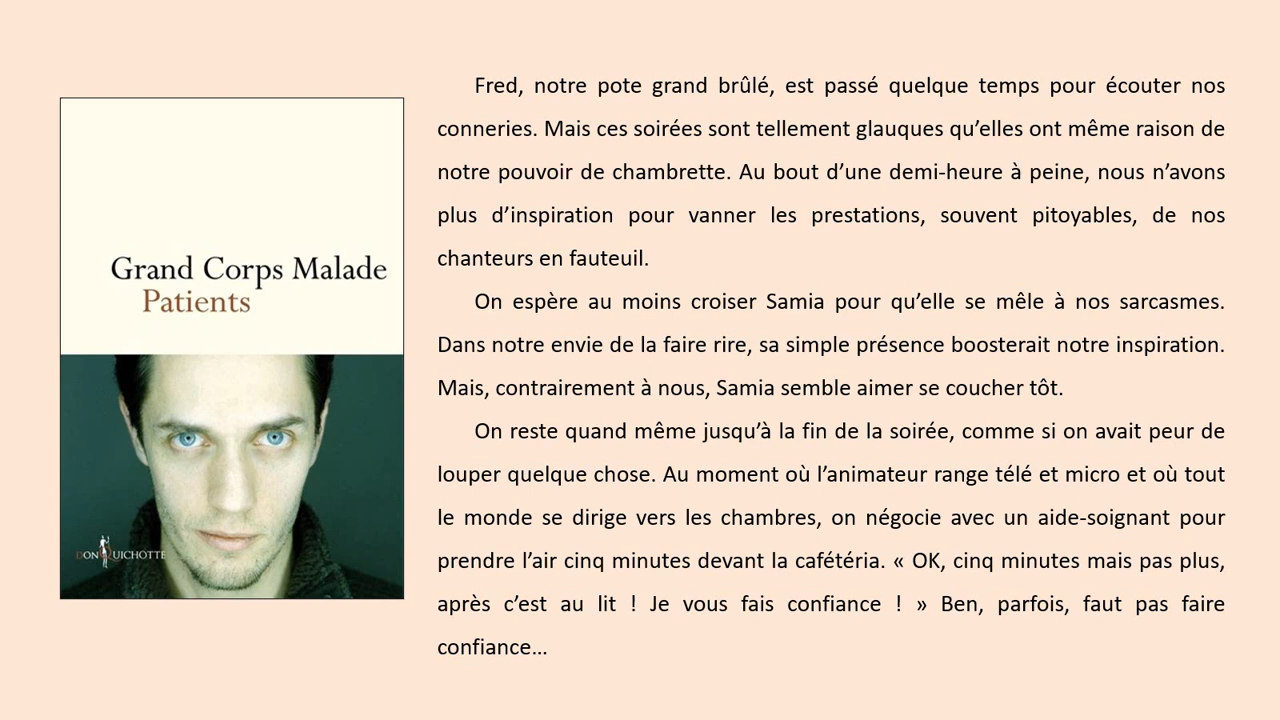 Grand Corps Malade
Patients
DON QUICHOTTE
Fred, notre pote grand brûlé, est passé quelque temps pour écouter nos
conneries. Mais ces soirées sont tellement glauques qu’elles ont même raison de
notre pouvoir de chambrette. Au bout d’une demi-heure à peine, nous n’avons
plus d’inspiration pour vanner les prestations, souvent pitoyables, de nos
chanteurs en fauteuil.
On espère au moins croiser Samia pour qu’elle se mêle à nos sarcasmes.
Dans notre envie de la faire rire, sa simple présence boosterait notre inspiration.
Mais, contrairement à nous, Samia semble aimer se coucher tôt.
On reste quand même jusqu’à la fin de la soirée, comme si on avait peur de
louper quelque chose. Au moment où l’animateur range télé et micro et où tout
le monde se dirige vers les chambres, on négocie avec un aide-soignant pour
prendre l’air cinq minutes devant la cafétéria. « OK, cinq minutes mais pas plus,
après c’est au lit ! Je vous fais confiance ! » Ben, parfois, faut pas faire
confiance…